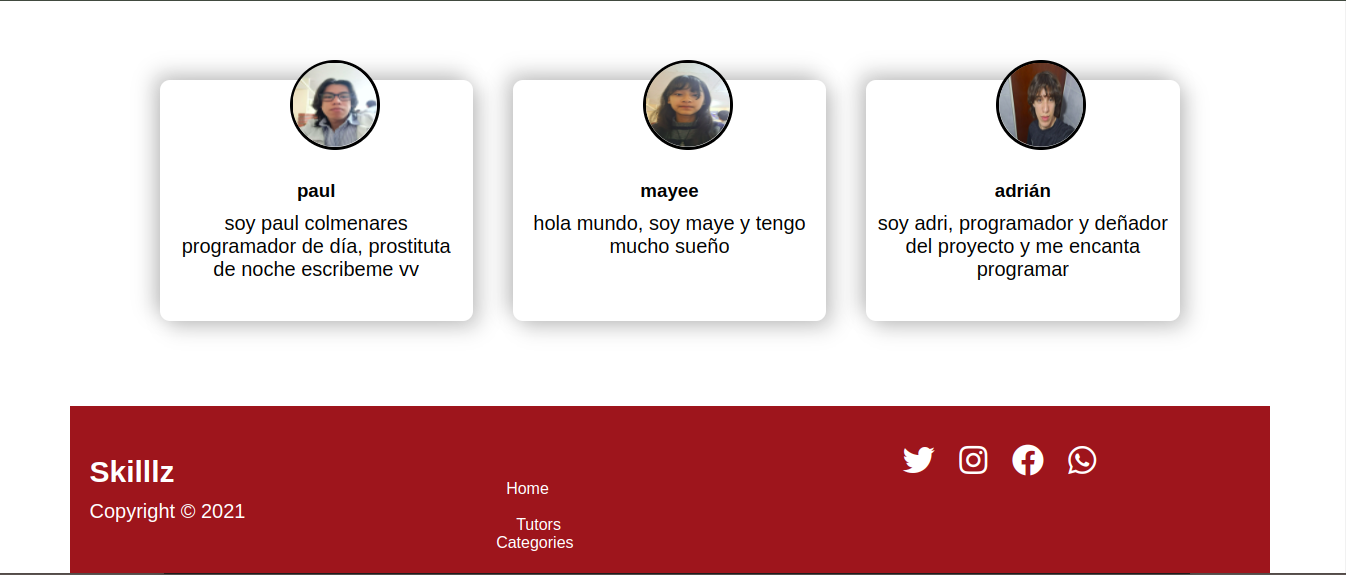 paul
soy paul colmenares
programador de día, prostituta
de noche escribeme vv
mayee
hola mundo, soy maye y tengo
mucho sueño
adrián
soy adri, programador y deñador
del proyecto y me encanta
programar
Skilllz
Copyright © 2021
Home
Tutors
Categories